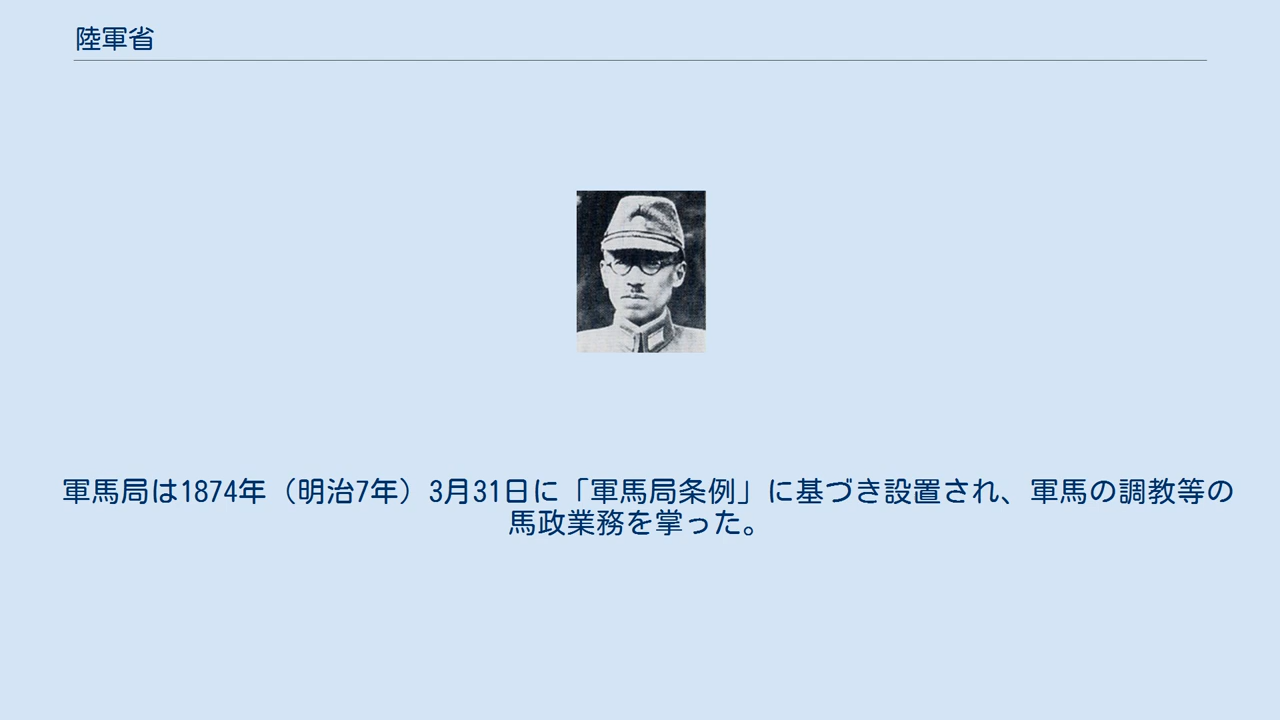 陸軍省
軍馬局は1874年（明治7年）3月31日に「軍馬局条例」に基づき設置され、軍馬の調教等の
馬政業務を掌った。